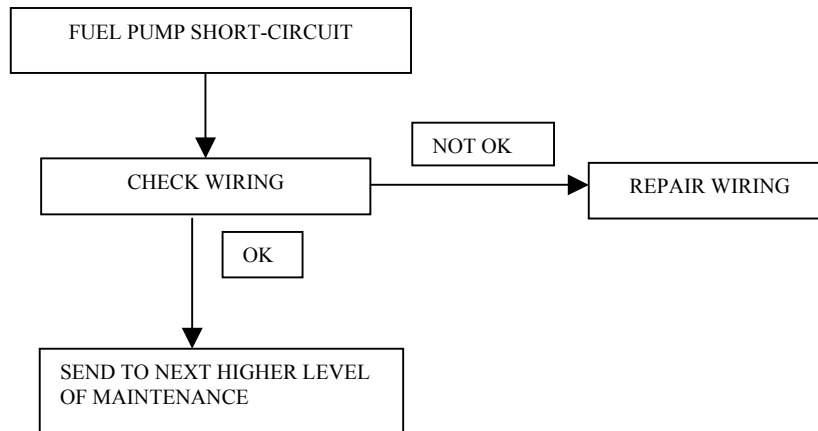 FUEL PUMP SHORT-CIRCUIT
NOT OK
CHECK WIRING
REPAIR WIRING
OK
SEND TO NEXT HIGHER LEVEL
OF MAINTENANCE